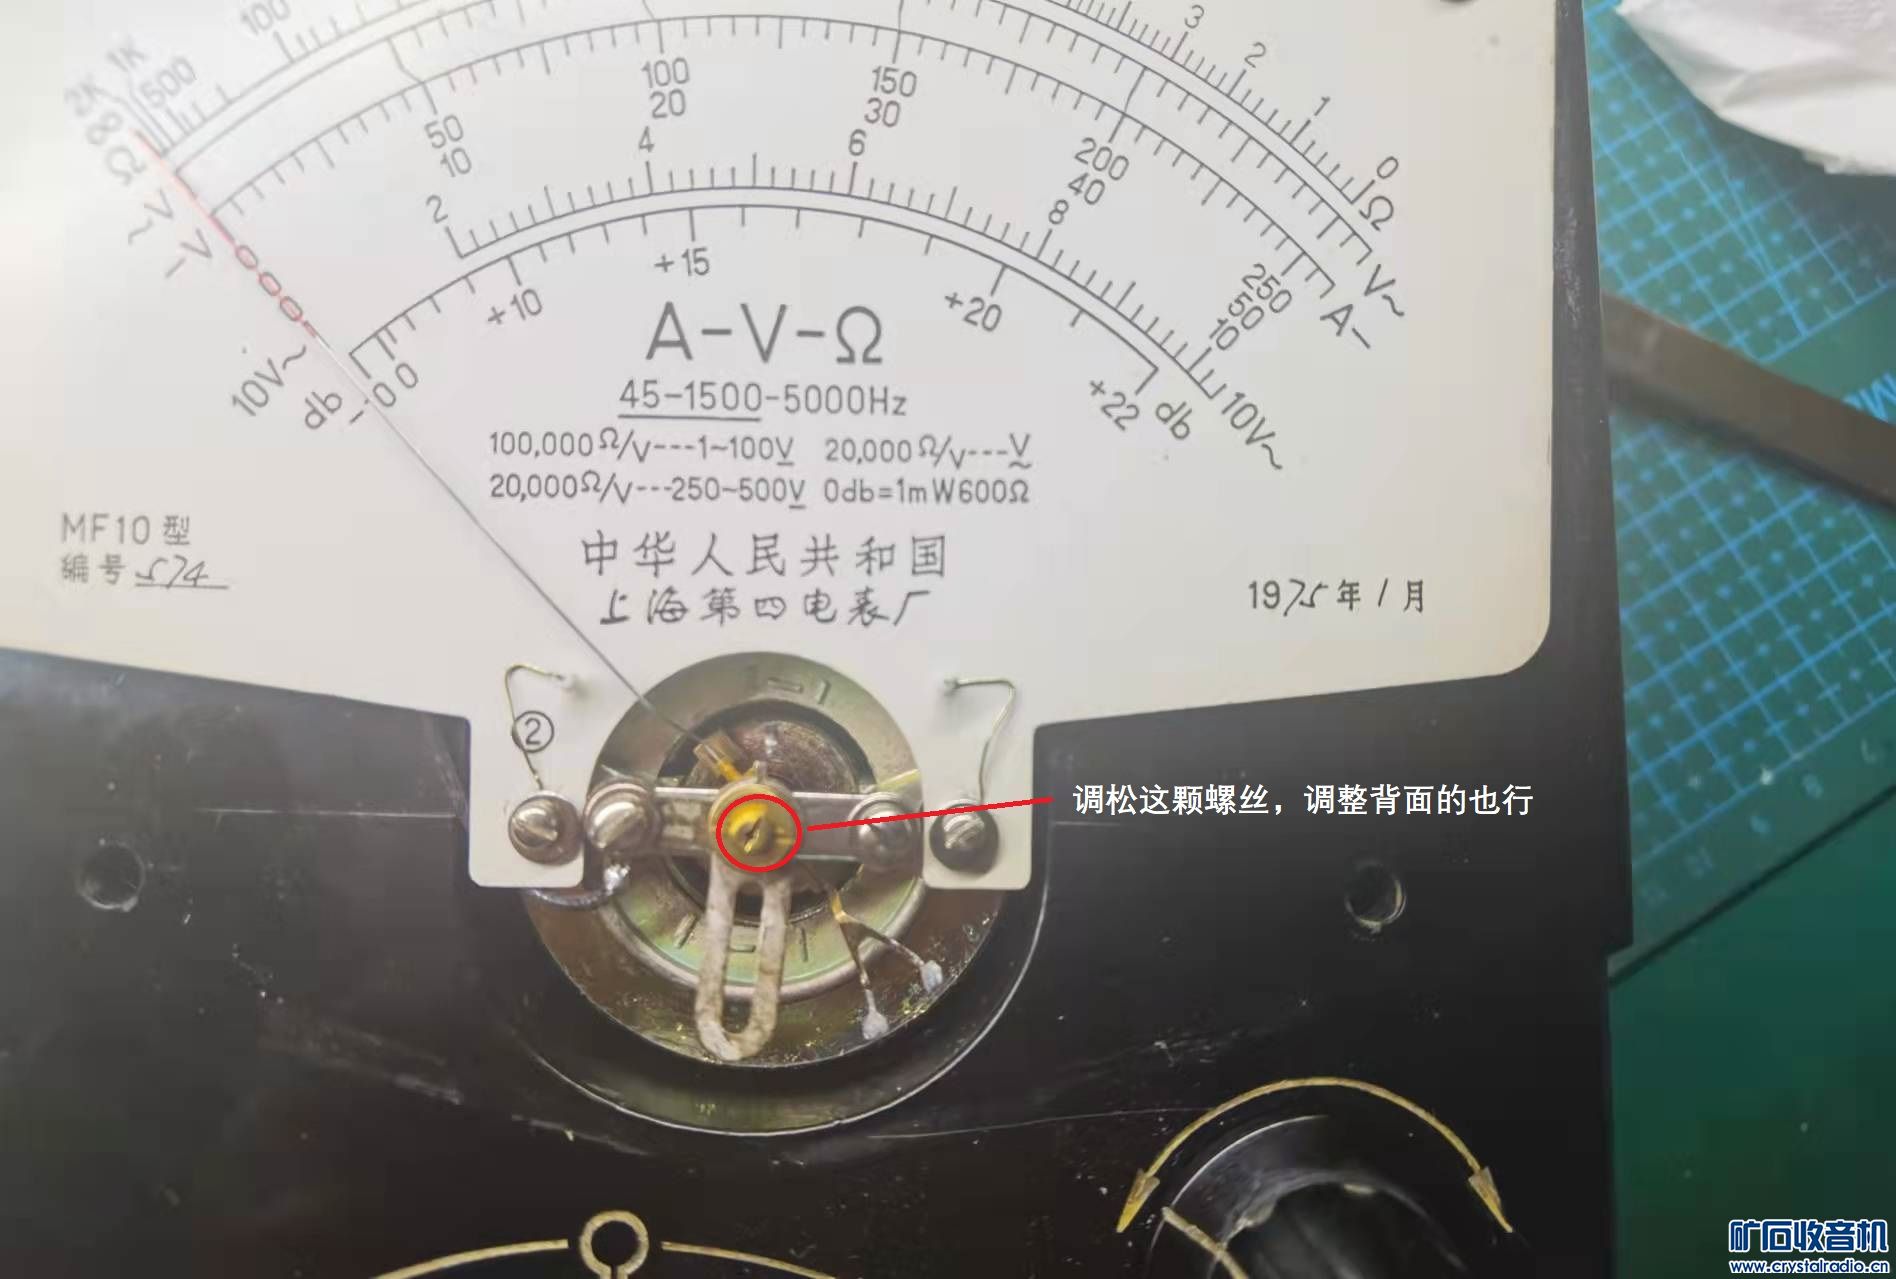 2K 1K 500 100 3 2 1 0 Ω
∞ Ω
50 100 150 200 250 V~
10 20 30 40 50 A-
2 4 6 8 10 10V~
~V
-V
0000
10V~
db -00 +10 +15 +20 +22 db
A-V-Ω
45-1500-5000Hz
100,000Ω/V---1~100V 20,000Ω/V---V~
20,000Ω/V---250~500V 0db=1mW600Ω
MF10型
编号 574
中华人民共和国
上海第四电表厂
1975年1月
②
调松这颗螺丝，调整背面的也行
矿石收音机
www.crystalradio.cn